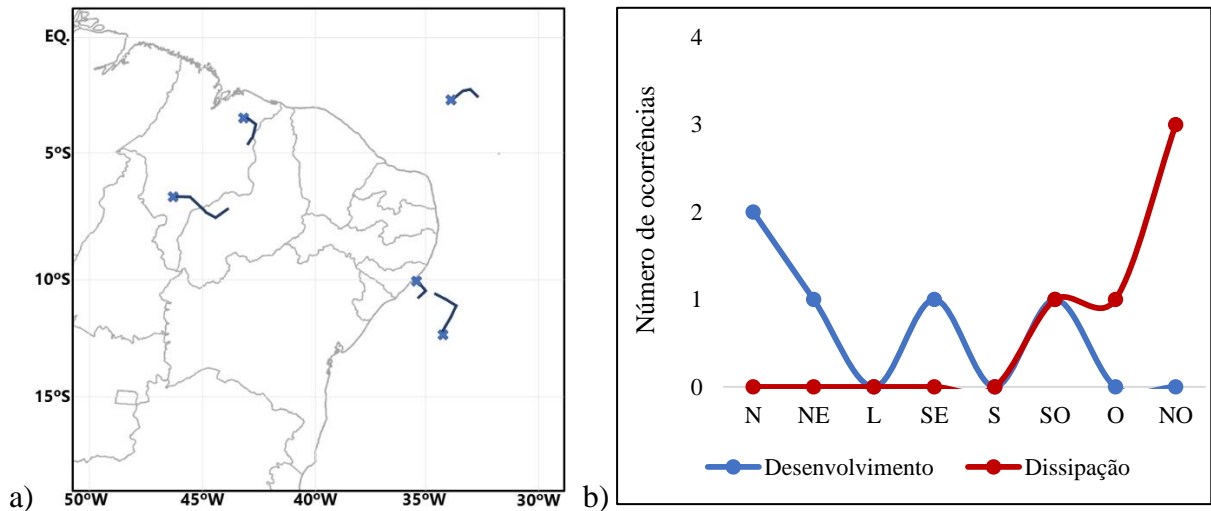 EQ.
5ºS
10ºS
15ºS
50ºW 45ºW 40ºW 35ºW 30ºW
a)
b)
Número de ocorrências
4
3
2
1
0
N NE L SE S SO O NO
Desenvolvimento Dissipação